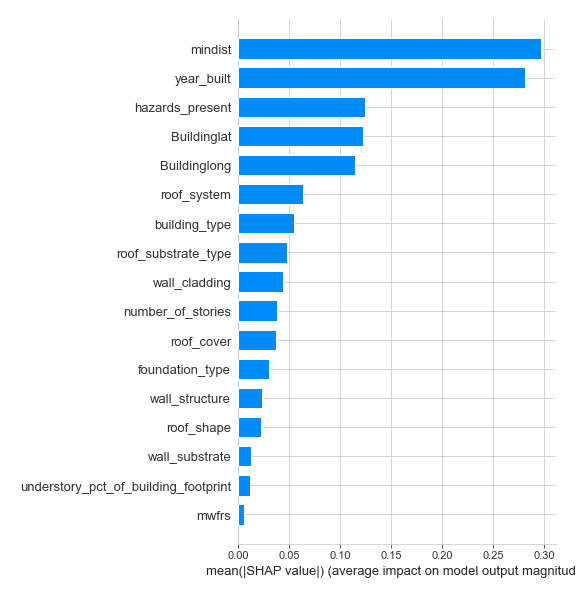 mindist
year_built
hazards_present
Buildinglat
Buildinglong
roof_system
building_type
roof_substrate_type
wall_cladding
number_of_stories
roof_cover
foundation_type
wall_structure
roof_shape
wall_substrate
understory_pct_of_building_footprint
mwfrs
0.00 0.05 0.10 0.15 0.20 0.25 0.30
mean(|SHAP value|) (average impact on model output magnitud